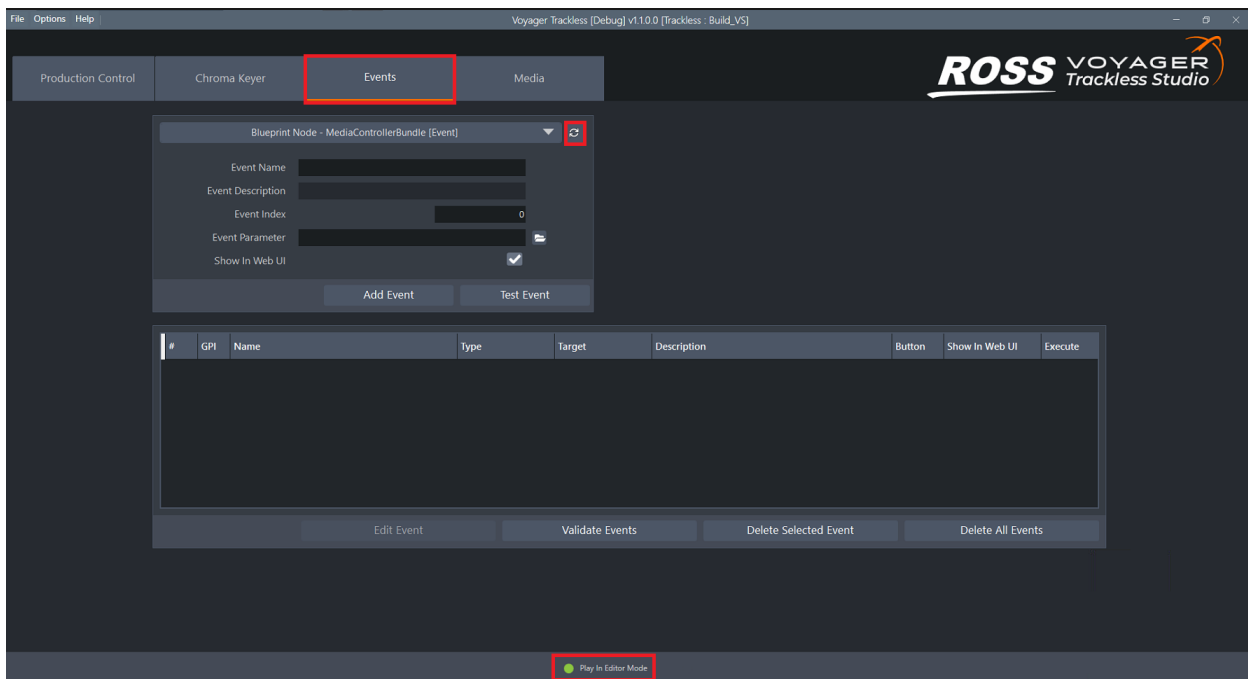 File Options Help
Voyager Trackless [Debug] v1.1.0.0 [Trackless : Build_VS]
Production Control
Chroma Keyer
Events
Media
ROSS VOYAGER
Trackless Studio
Blueprint Node - MediaControllerBundle [Event]
Event Name
Event Description
Event Index 0
Event Parameter
Show In Web UI
Add Event
Test Event
# GPI Name Type Target Description Button Show In Web UI Execute
Edit Event
Validate Events
Delete Selected Event
Delete All Events
Play In Editor Mode